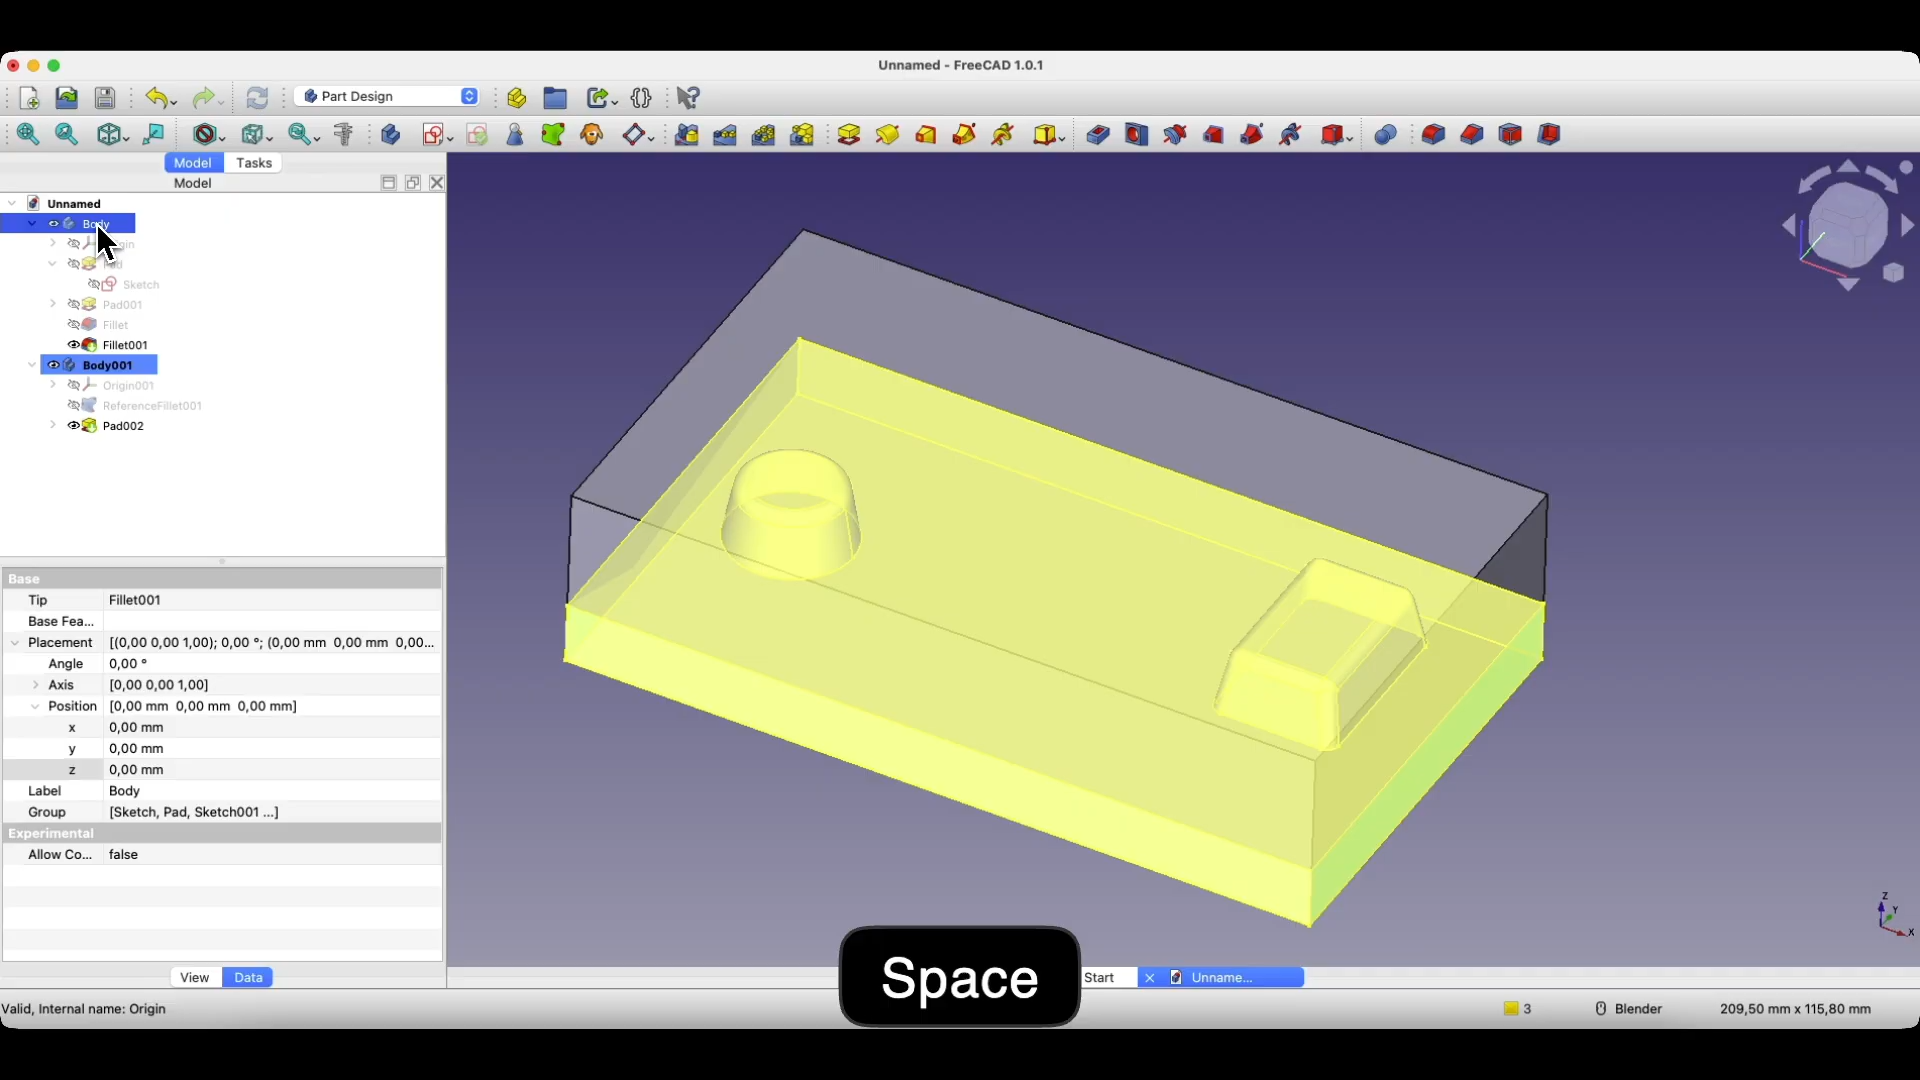 Unnamed - FreeCAD 1.0.1
Part Design
Model
Tasks
Model
Unnamed
Body
Sketch
Pad001
Fillet
Fillet001
Body001
Origin001
ReferenceFillet001
Pad002
Base
Tip Fillet001
Base Fea...
Placement [(0,00 0,00 1,00); 0,00 °; (0,00 mm 0,00 mm 0,00...
Angle 0,00 °
Axis [0,00 0,00 1,00]
Position [0,00 mm 0,00 mm 0,00 mm]
x 0,00 mm
y 0,00 mm
z 0,00 mm
Label Body
Group [Sketch, Pad, Sketch001 ...]
Experimental
Allow Co... false
View
Data
Z
Y
X
Space
Start
Unname...
Valid, Internal name: Origin
3
Blender
209,50 mm x 115,80 mm